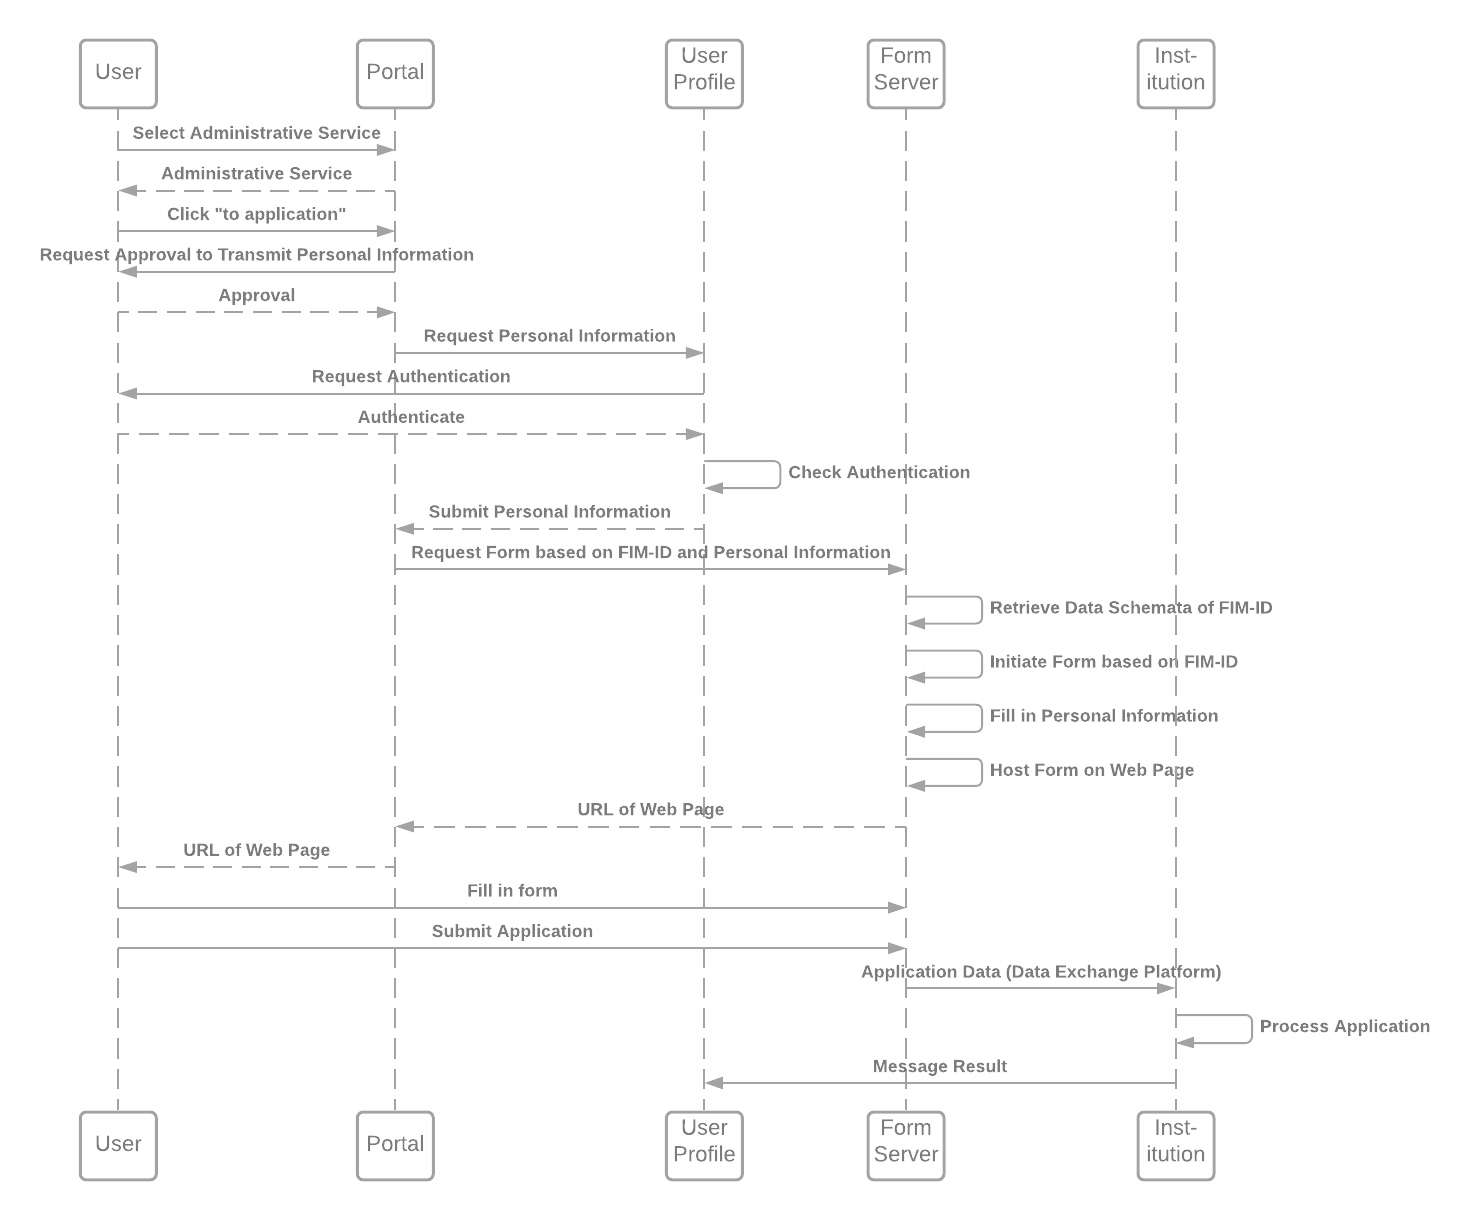 User
Portal
User
Profile
Form
Server
Inst-
itution
Select Administrative Service
Administrative Service
Click "to application"
Request Approval to Transmit Personal Information
Approval
Request Personal Information
Request Authentication
Authenticate
Check Authentication
Submit Personal Information
Request Form based on FIM-ID and Personal Information
Retrieve Data Schemata of FIM-ID
Initiate Form based on FIM-ID
Fill in Personal Information
Host Form on Web Page
URL of Web Page
URL of Web Page
Fill in form
Submit Application
Application Data (Data Exchange Platform)
Process Application
Message Result
User
Portal
User
Profile
Form
Server
Inst-
itution